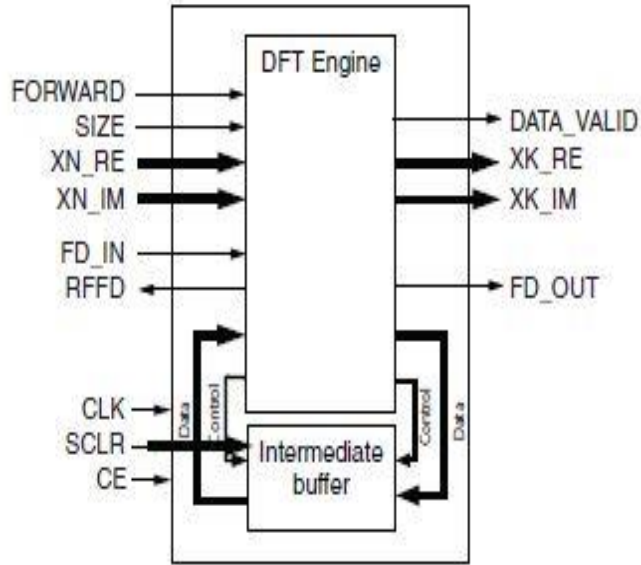 DFT Engine
FORWARD
SIZE
XN_RE
XN_IM
FD_IN
RFFD
DATA_VALID
XK_RE
XK_IM
FD_OUT
CLK
SCLR
CE
Data
Control
Control
Data
Intermediate
buffer